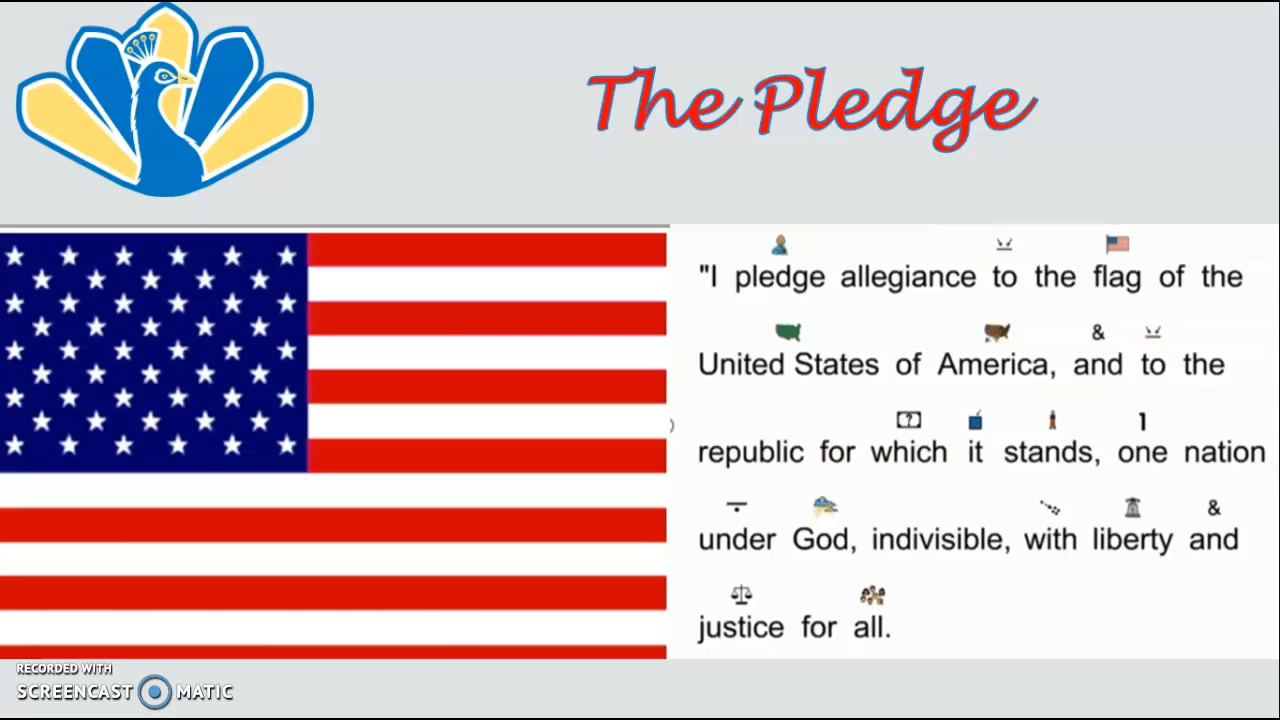 The Pledge
"I pledge allegiance to the flag of the
&
United States of America, and to the
?
1
republic for which it stands, one nation
&
under God, indivisible, with liberty and
justice for all.
RECORDED WITH
SCREENCAST MATIC